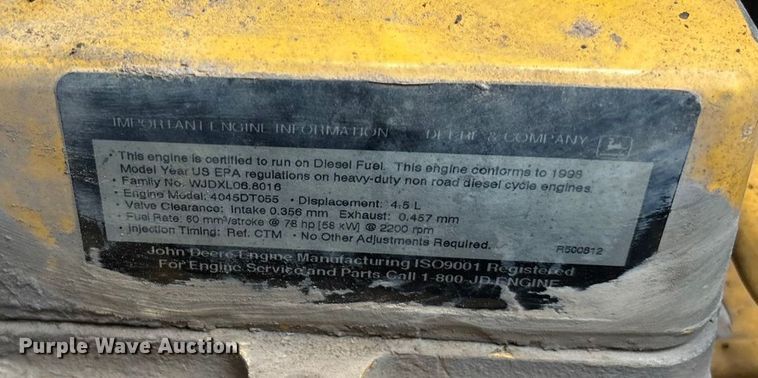 IMPORTANT ENGINE INFORMATION DEERE & COMPANY
• This engine is certified to run on Diesel Fuel. This engine conforms to 1998
Model Year US EPA regulations on heavy-duty non road diesel cycle engines.
• Family No. WJDXL06.8016
• Engine Model: 4045DT055 • Displacement: 4.5 L
Valve Clearance: Intake 0.356 mm Exhaust: 0.457 mm
• Fuel Rate: 60 mm³/stroke @ 78 hp [58 kW] @ 2200 rpm
• Injection Timing: Ref. CTM • No Other Adjustments Required. R500812
John Deere Engine Manufacturing ISO9001 Registered
For Engine Service and Parts Call 1-800-JD ENGINE
Purple Wave Auction